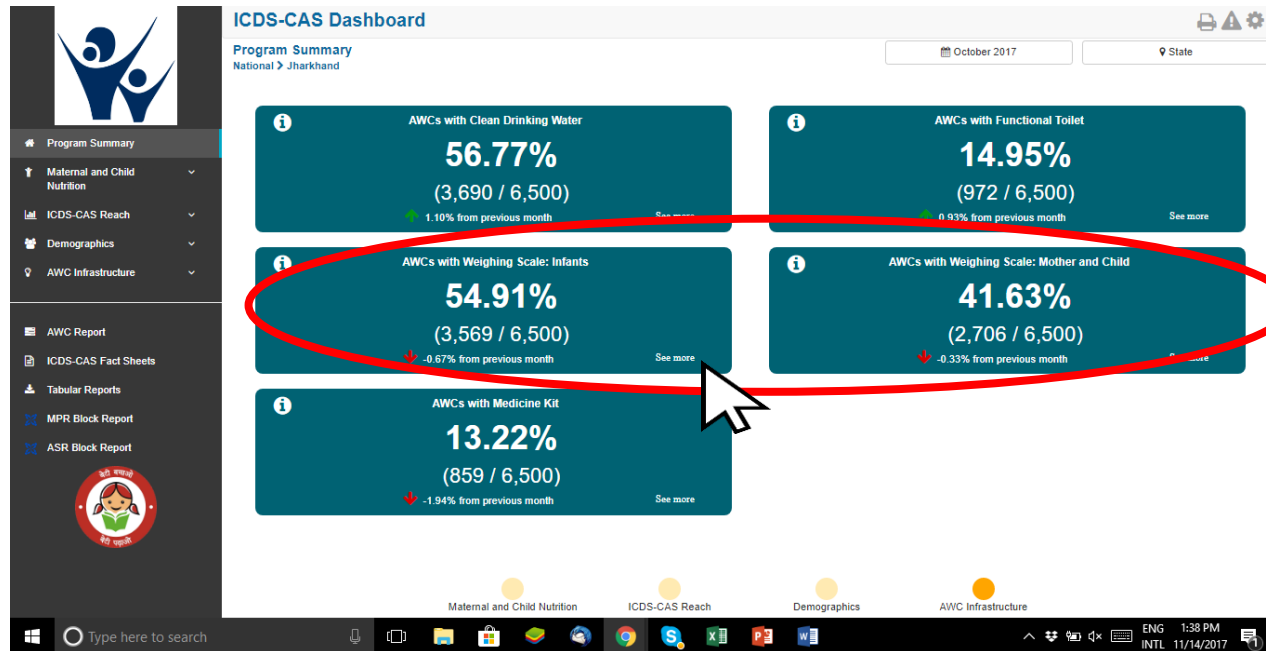 ICDS-CAS Dashboard
Program Summary
National > Jharkhand
October 2017
State
Program Summary
Maternal and Child
Nutrition
ICDS-CAS Reach
Demographics
AWC Infrastructure
AWC Report
ICDS-CAS Fact Sheets
Tabular Reports
MPR Block Report
ASR Block Report
बेटी बचाओ
बेटी पढ़ाओ
AWCs with Clean Drinking Water
56.77%
(3,690 / 6,500)
1.10% from previous month
See more
AWCs with Functional Toilet
14.95%
(972 / 6,500)
0.93% from previous month
See more
AWCs with Weighing Scale: Infants
54.91%
(3,569 / 6,500)
-0.67% from previous month
See more
AWCs with Weighing Scale: Mother and Child
41.63%
(2,706 / 6,500)
-0.33% from previous month
See more
AWCs with Medicine Kit
13.22%
(859 / 6,500)
-1.94% from previous month
See more
Maternal and Child Nutrition
ICDS-CAS Reach
Demographics
AWC Infrastructure
Type here to search
ENG
INTL
1:38 PM
11/14/2017